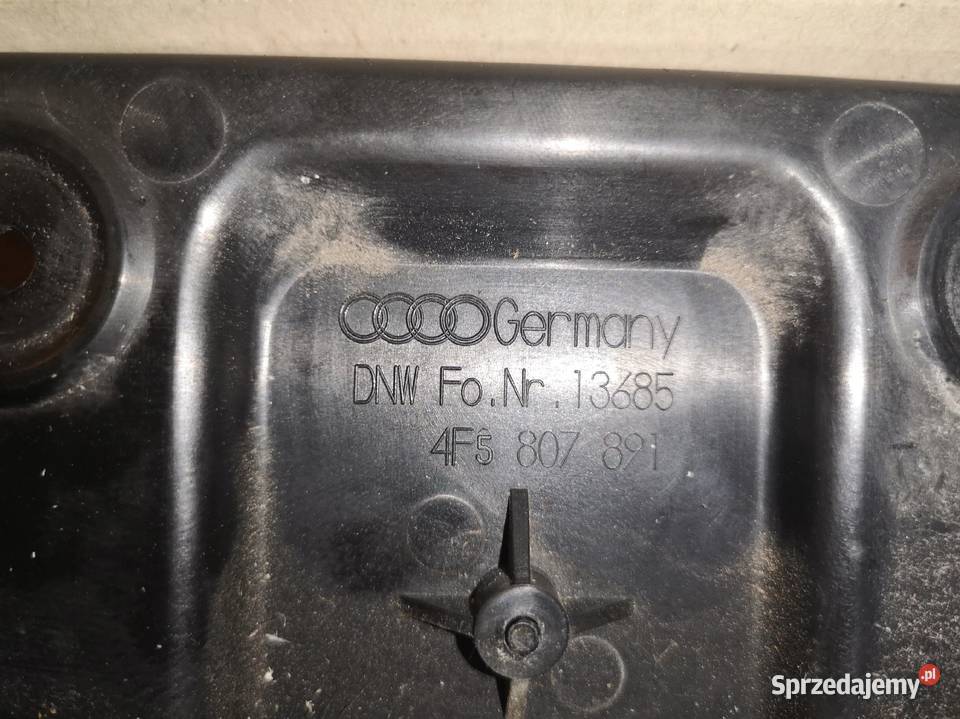 Germany
DNW Fo.Nr.13685
4F5 807 891
Sprzedajemy.pl